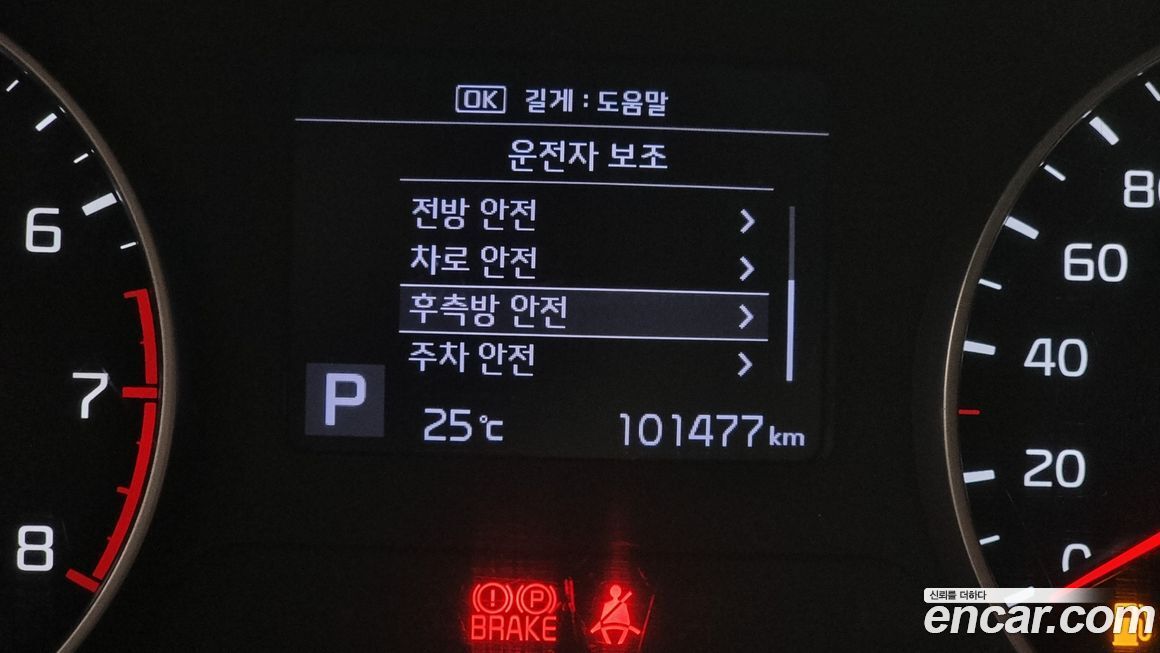 OK 길게 : 도움말
운전자 보조
전방 안전
차로 안전
후측방 안전
주차 안전
P
25℃ 101477 km
6
7
8
80
60
40
20
0
BRAKE
신뢰를 더하다
encar.com